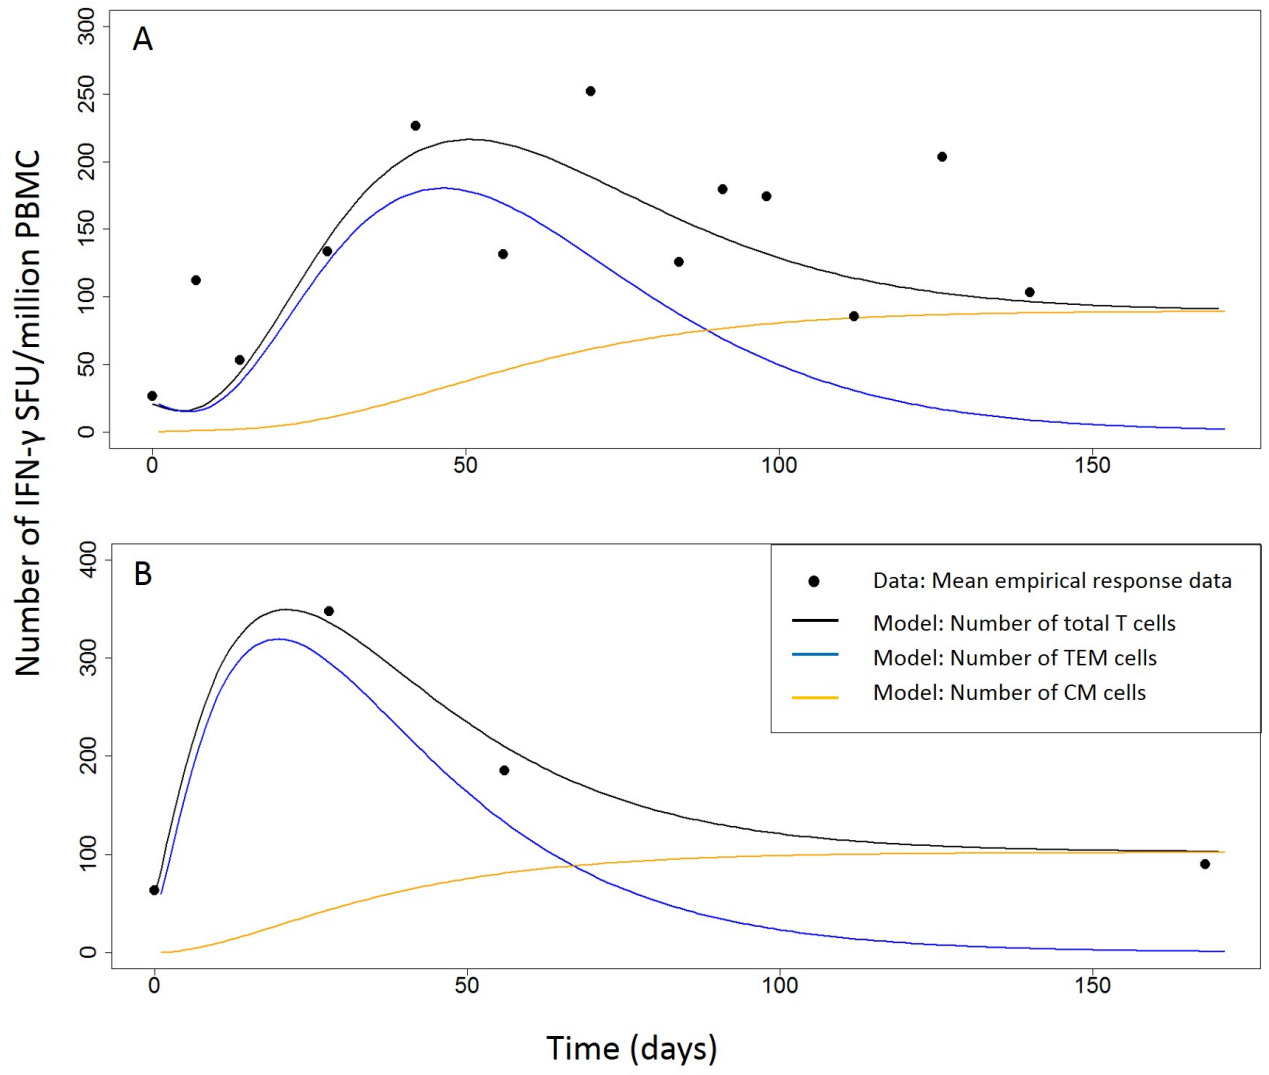 Number of IFN-γ SFU/million PBMC
A
300
250
200
150
100
50
0
0 50 100 150
B
400
300
200
100
0
0 50 100 150
Data: Mean empirical response data
Model: Number of total T cells
Model: Number of TEM cells
Model: Number of CM cells
Time (days)